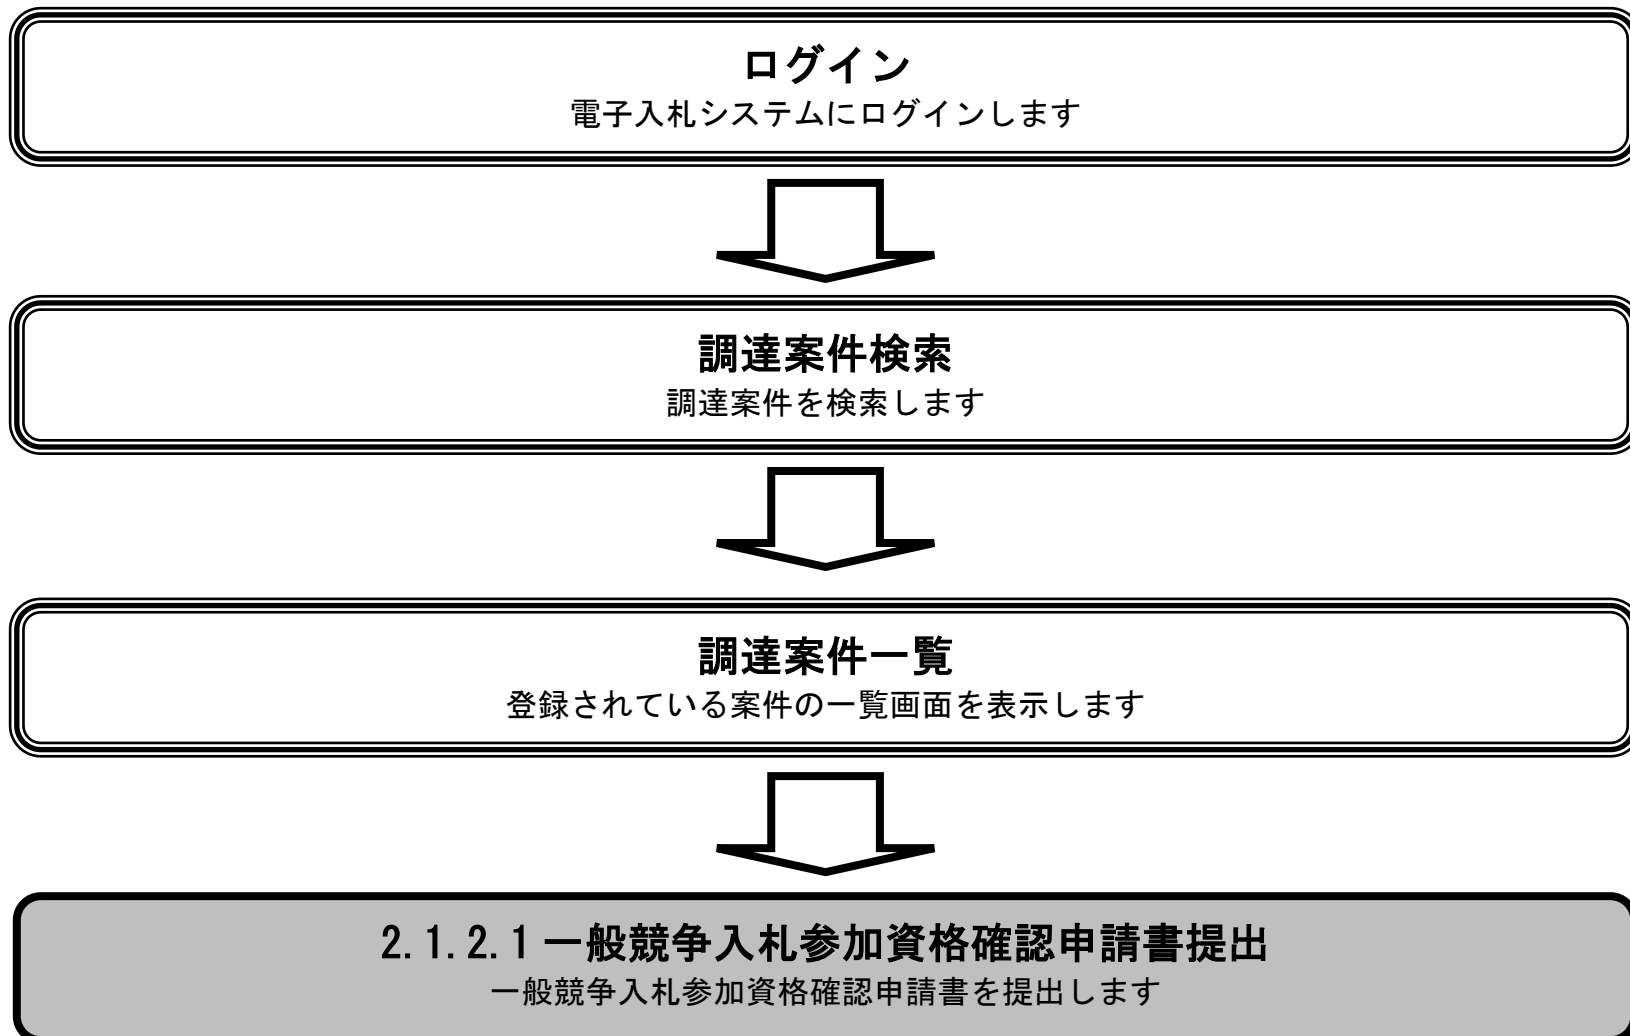 ログイン
電子入札システムにログインします
調達案件検索
調達案件を検索します
調達案件一覧
登録されている案件の一覧画面を表示します
2.1.2.1 一般競争入札参加資格確認申請書提出
一般競争入札参加資格確認申請書を提出します